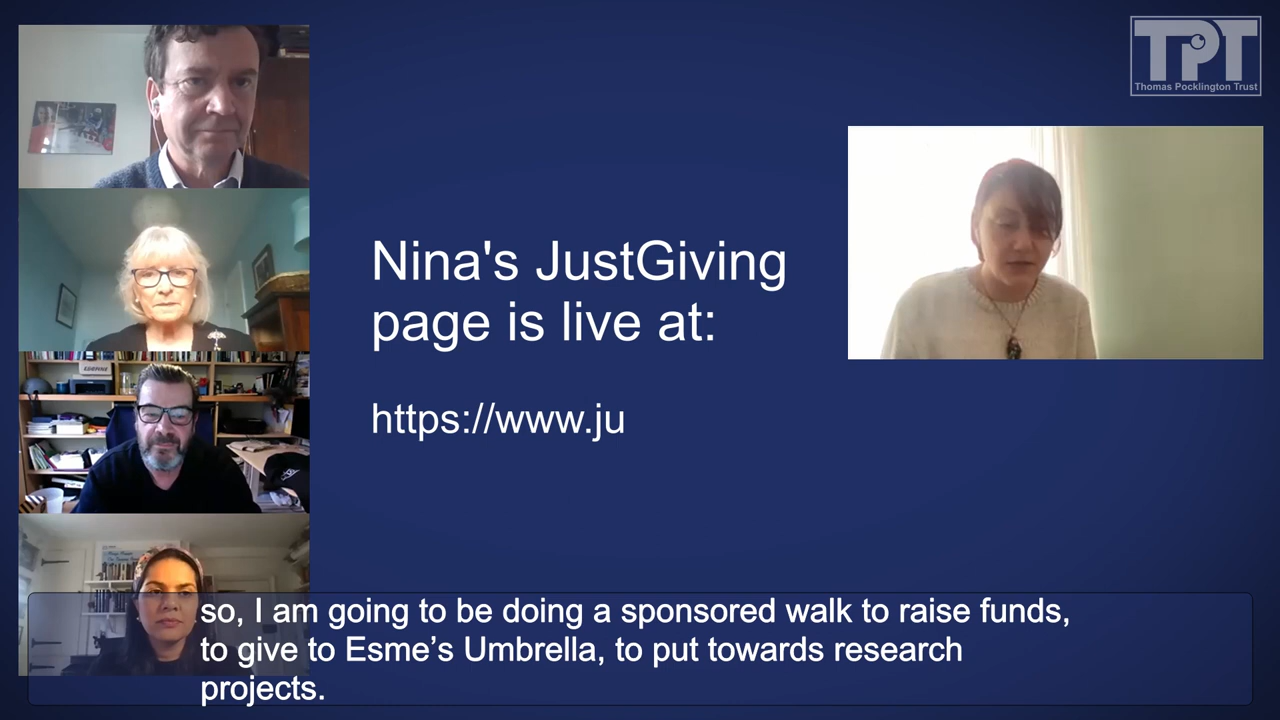 TPT
Thomas Pocklington Trust
Nina's JustGiving
page is live at:
https://www.ju
so, I am going to be doing a sponsored walk to raise funds,
to give to Esme’s Umbrella, to put towards research
projects.